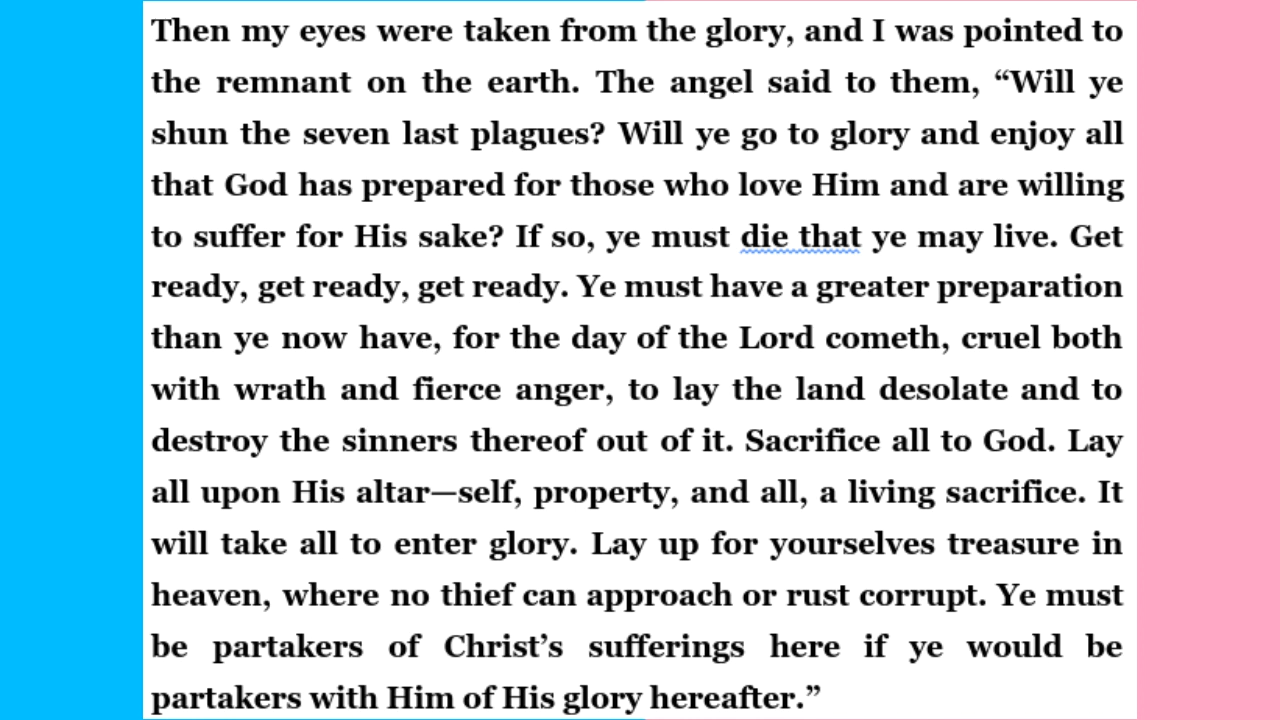 Then my eyes were taken from the glory, and I was pointed to
the remnant on the earth. The angel said to them, “Will ye
shun the seven last plagues? Will ye go to glory and enjoy all
that God has prepared for those who love Him and are willing
to suffer for His sake? If so, ye must die that ye may live. Get
ready, get ready, get ready. Ye must have a greater preparation
than ye now have, for the day of the Lord cometh, cruel both
with wrath and fierce anger, to lay the land desolate and to
destroy the sinners thereof out of it. Sacrifice all to God. Lay
all upon His altar—self, property, and all, a living sacrifice. It
will take all to enter glory. Lay up for yourselves treasure in
heaven, where no thief can approach or rust corrupt. Ye must
be partakers of Christ’s sufferings here if ye would be
partakers with Him of His glory hereafter.”